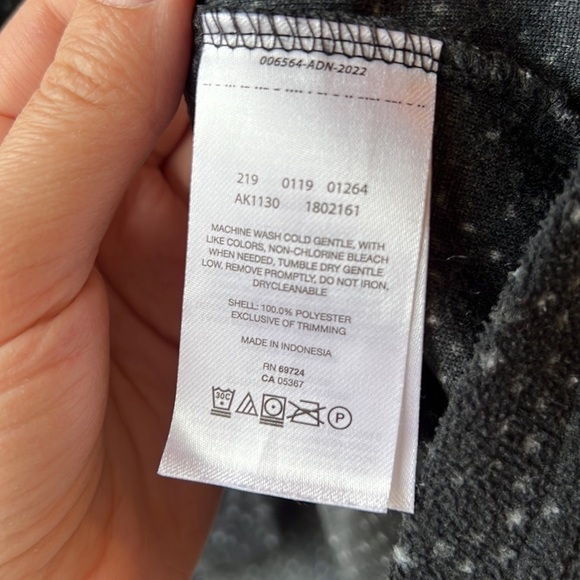 006564-ADN-2022
219 0119 01264
AK1130 1802161
MACHINE WASH COLD GENTLE, WITH
LIKE COLORS, NON-CHLORINE BLEACH
WHEN NEEDED, TUMBLE DRY GENTLE
LOW, REMOVE PROMPTLY, DO NOT IRON,
DRYCLEANABLE
SHELL: 100.0% POLYESTER
EXCLUSIVE OF TRIMMING
MADE IN INDONESIA
RN 69724
CA 05367
30C P